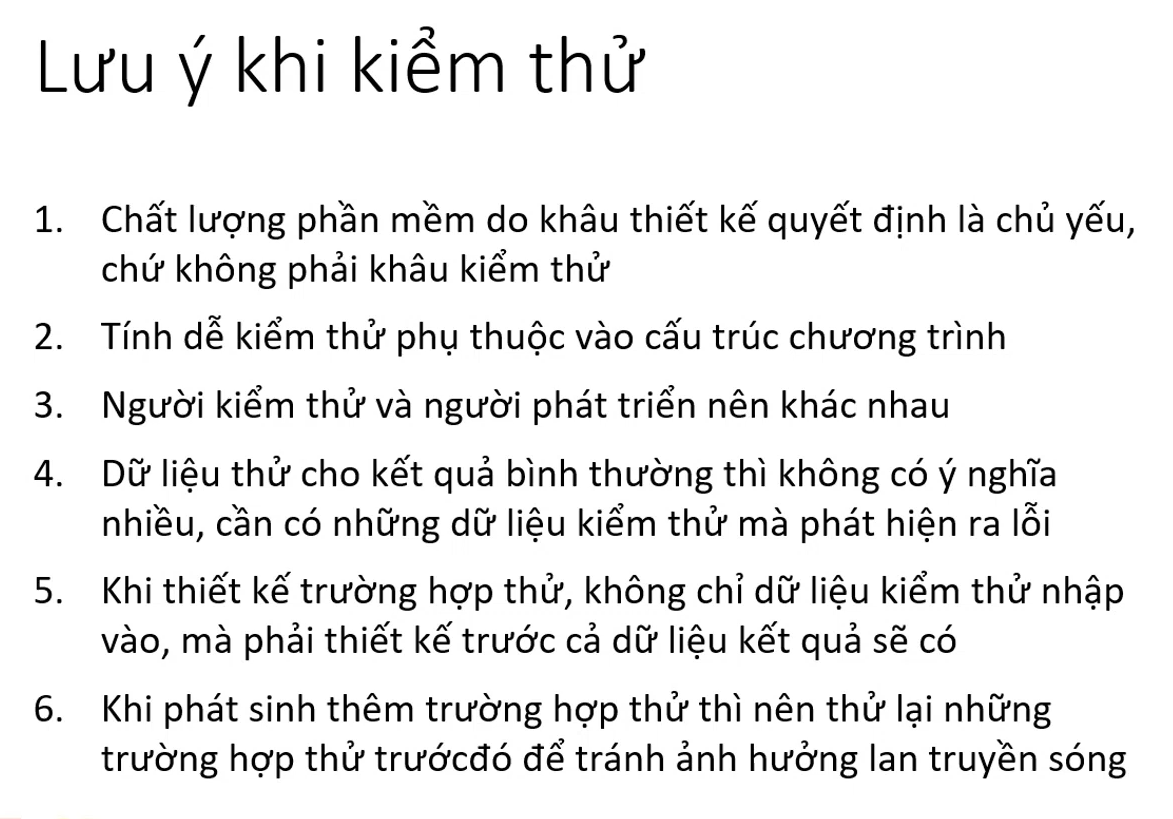 Lưu ý khi kiểm thử
1. Chất lượng phần mềm do khâu thiết kế quyết định là chủ yếu,
chứ không phải khâu kiểm thử
2. Tính dễ kiểm thử phụ thuộc vào cấu trúc chương trình
3. Người kiểm thử và người phát triển nên khác nhau
4. Dữ liệu thử cho kết quả bình thường thì không có ý nghĩa
nhiều, cần có những dữ liệu kiểm thử mà phát hiện ra lỗi
5. Khi thiết kế trường hợp thử, không chỉ dữ liệu kiểm thử nhập
vào, mà phải thiết kế trước cả dữ liệu kết quả sẽ có
6. Khi phát sinh thêm trường hợp thử thì nên thử lại những
trường hợp thử trướcđó để tránh ảnh hưởng lan truyền sóng